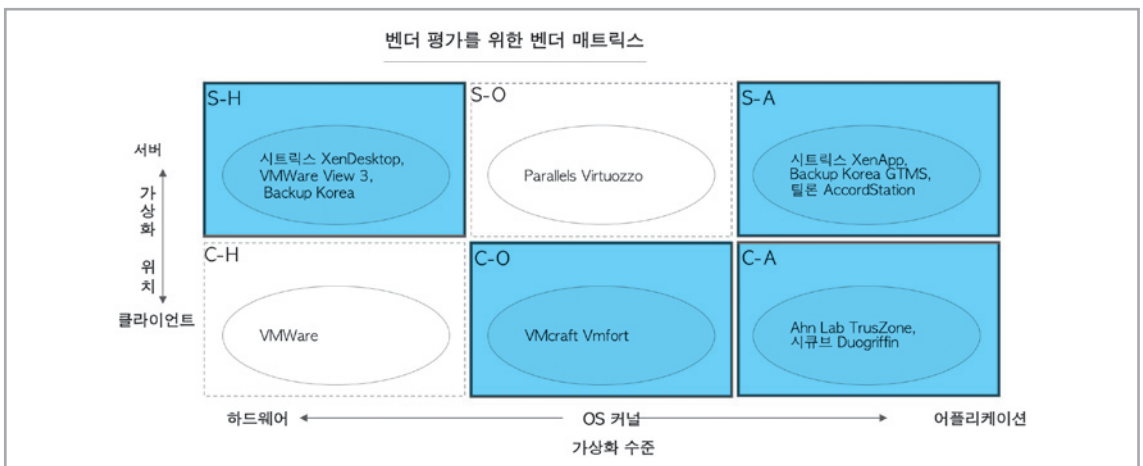 벤더 평가를 위한 벤더 매트릭스
S-H
시트릭스 XenDesktop,
VMWare View 3,
Backup Korea
S-O
Parallels Virtuozzo
S-A
시트릭스 XenApp,
Backup Korea GTMS,
틸론 AccordStation
서버
가상화 위치
클라이언트
C-H
VMWare
C-O
VMcraft Vmfort
C-A
Ahn Lab TrusZone,
시큐브 Duogriffin
하드웨어
OS 커널
어플리케이션
가상화 수준